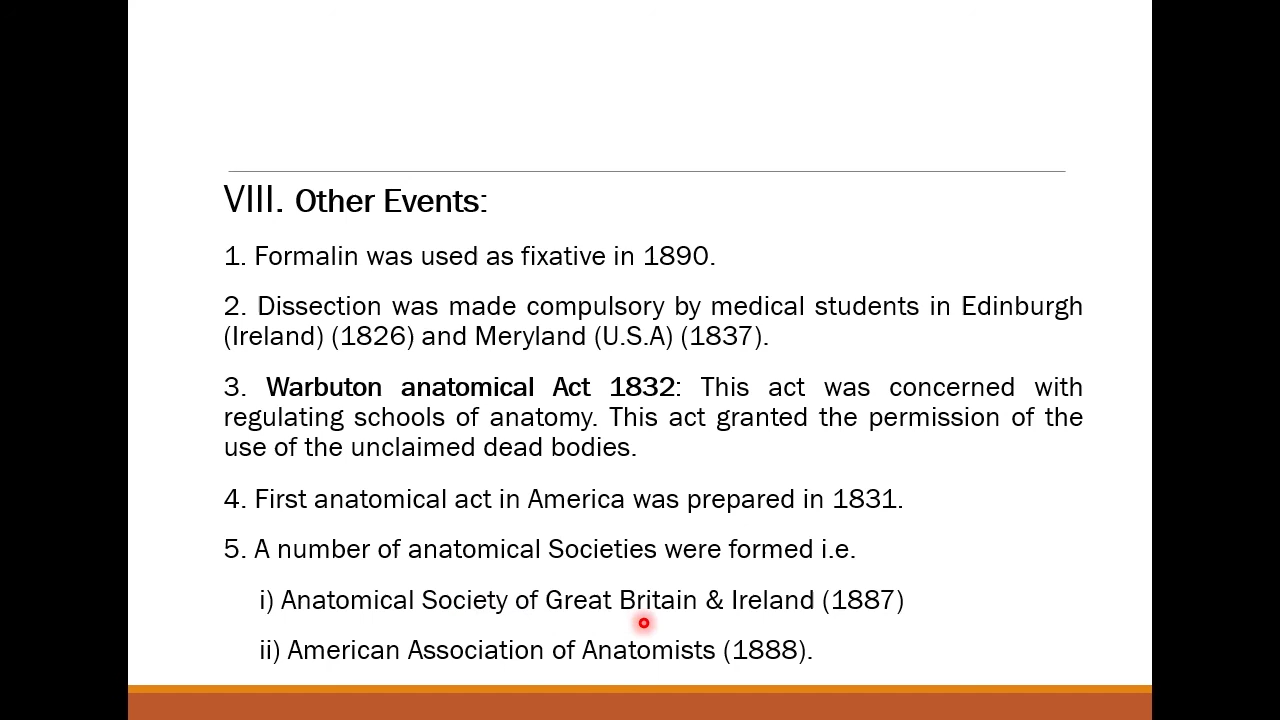 VIII. Other Events:
1. Formalin was used as fixative in 1890.
2. Dissection was made compulsory by medical students in Edinburgh
(Ireland) (1826) and Meryland (U.S.A) (1837).
3. Warbuton anatomical Act 1832: This act was concerned with
regulating schools of anatomy. This act granted the permission of the
use of the unclaimed dead bodies.
4. First anatomical act in America was prepared in 1831.
5. A number of anatomical Societies were formed i.e.
i) Anatomical Society of Great Britain & Ireland (1887)
ii) American Association of Anatomists (1888).